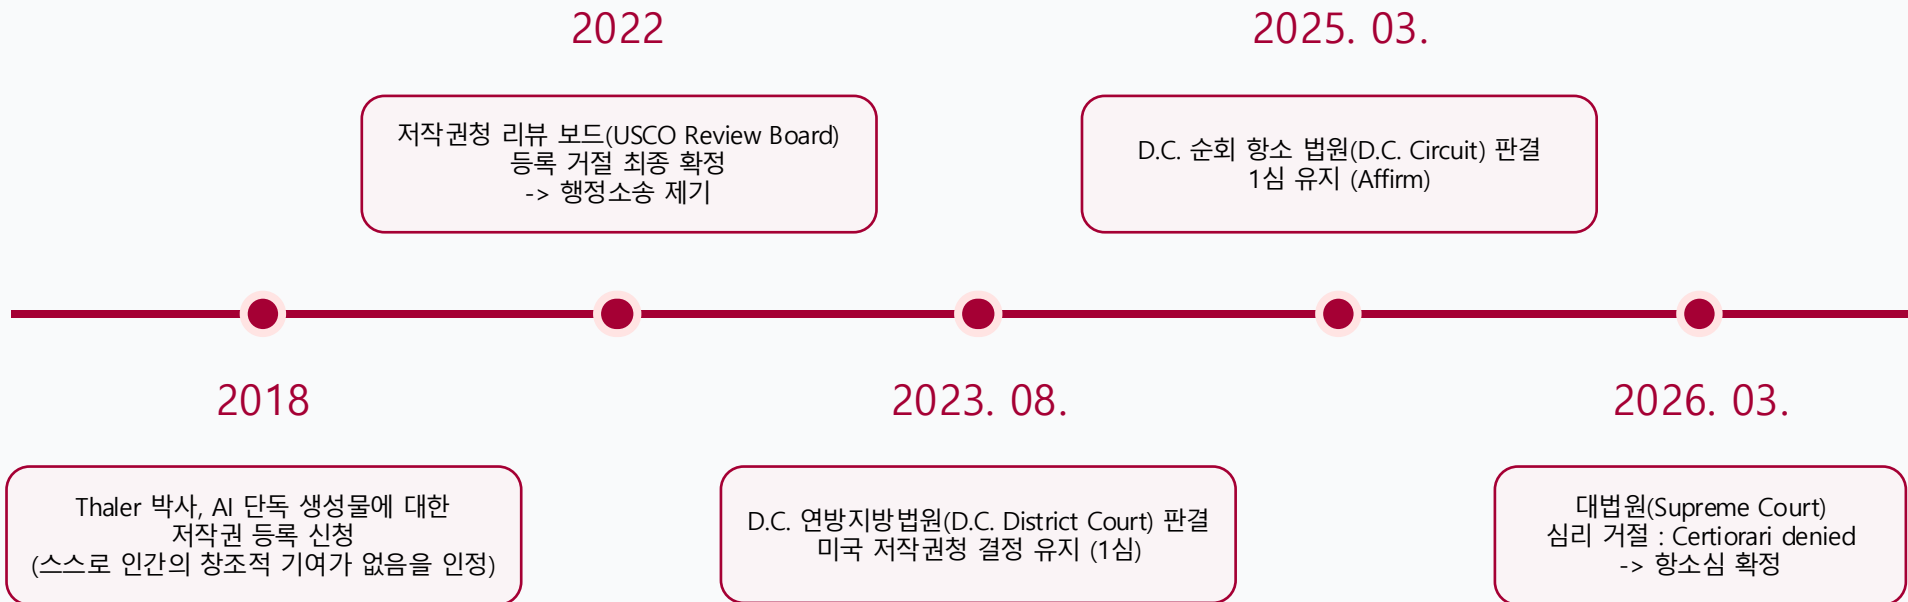 2022
저작권청 리뷰 보드(USCO Review Board)
등록 거절 최종 확정
-> 행정소송 제기
2025. 03.
D.C. 순회 항소 법원(D.C. Circuit) 판결
1심 유지 (Affirm)
2018
Thaler 박사, AI 단독 생성물에 대한
저작권 등록 신청
(스스로 인간의 창조적 기여가 없음을 인정)
2023. 08.
D.C. 연방지방법원(D.C. District Court) 판결
미국 저작권청 결정 유지 (1심)
2026. 03.
대법원(Supreme Court)
심리 거절 : Certiorari denied
-> 항소심 확정